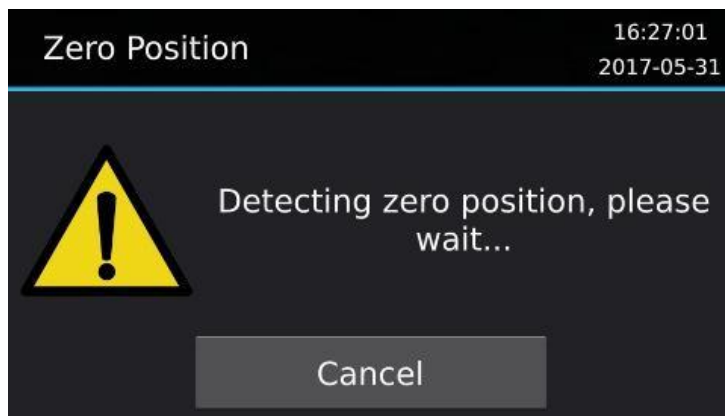 Zero Position
16:27:01
2017-05-31
Detecting zero position, please
wait...
Cancel